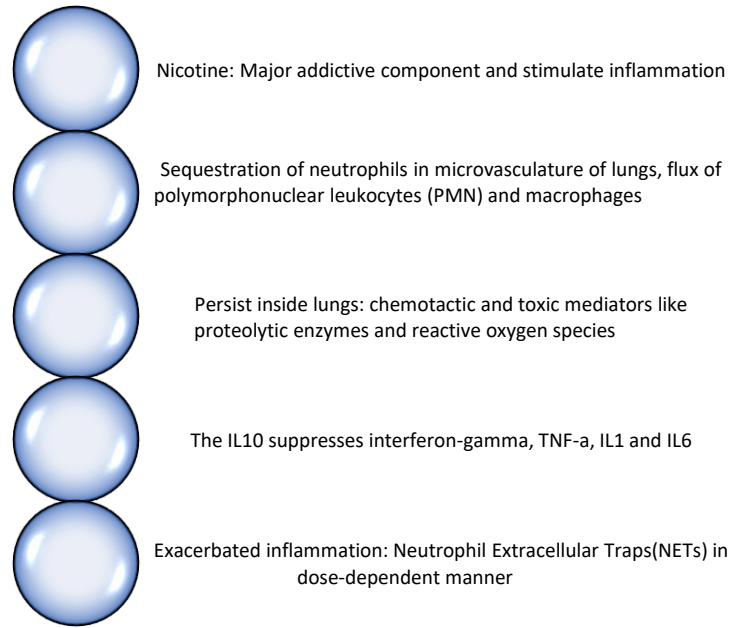 Nicotine: Major addictive component and stimulate inflammation
Sequestration of neutrophils in microvasculature of lungs, flux of
polymorphonuclear leukocytes (PMN) and macrophages
Persist inside lungs: chemotactic and toxic mediators like
proteolytic enzymes and reactive oxygen species
The IL10 suppresses interferon-gamma, TNF-a, IL1 and IL6
Exacerbated inflammation: Neutrophil Extracellular Traps(NETs) in
dose-dependent manner